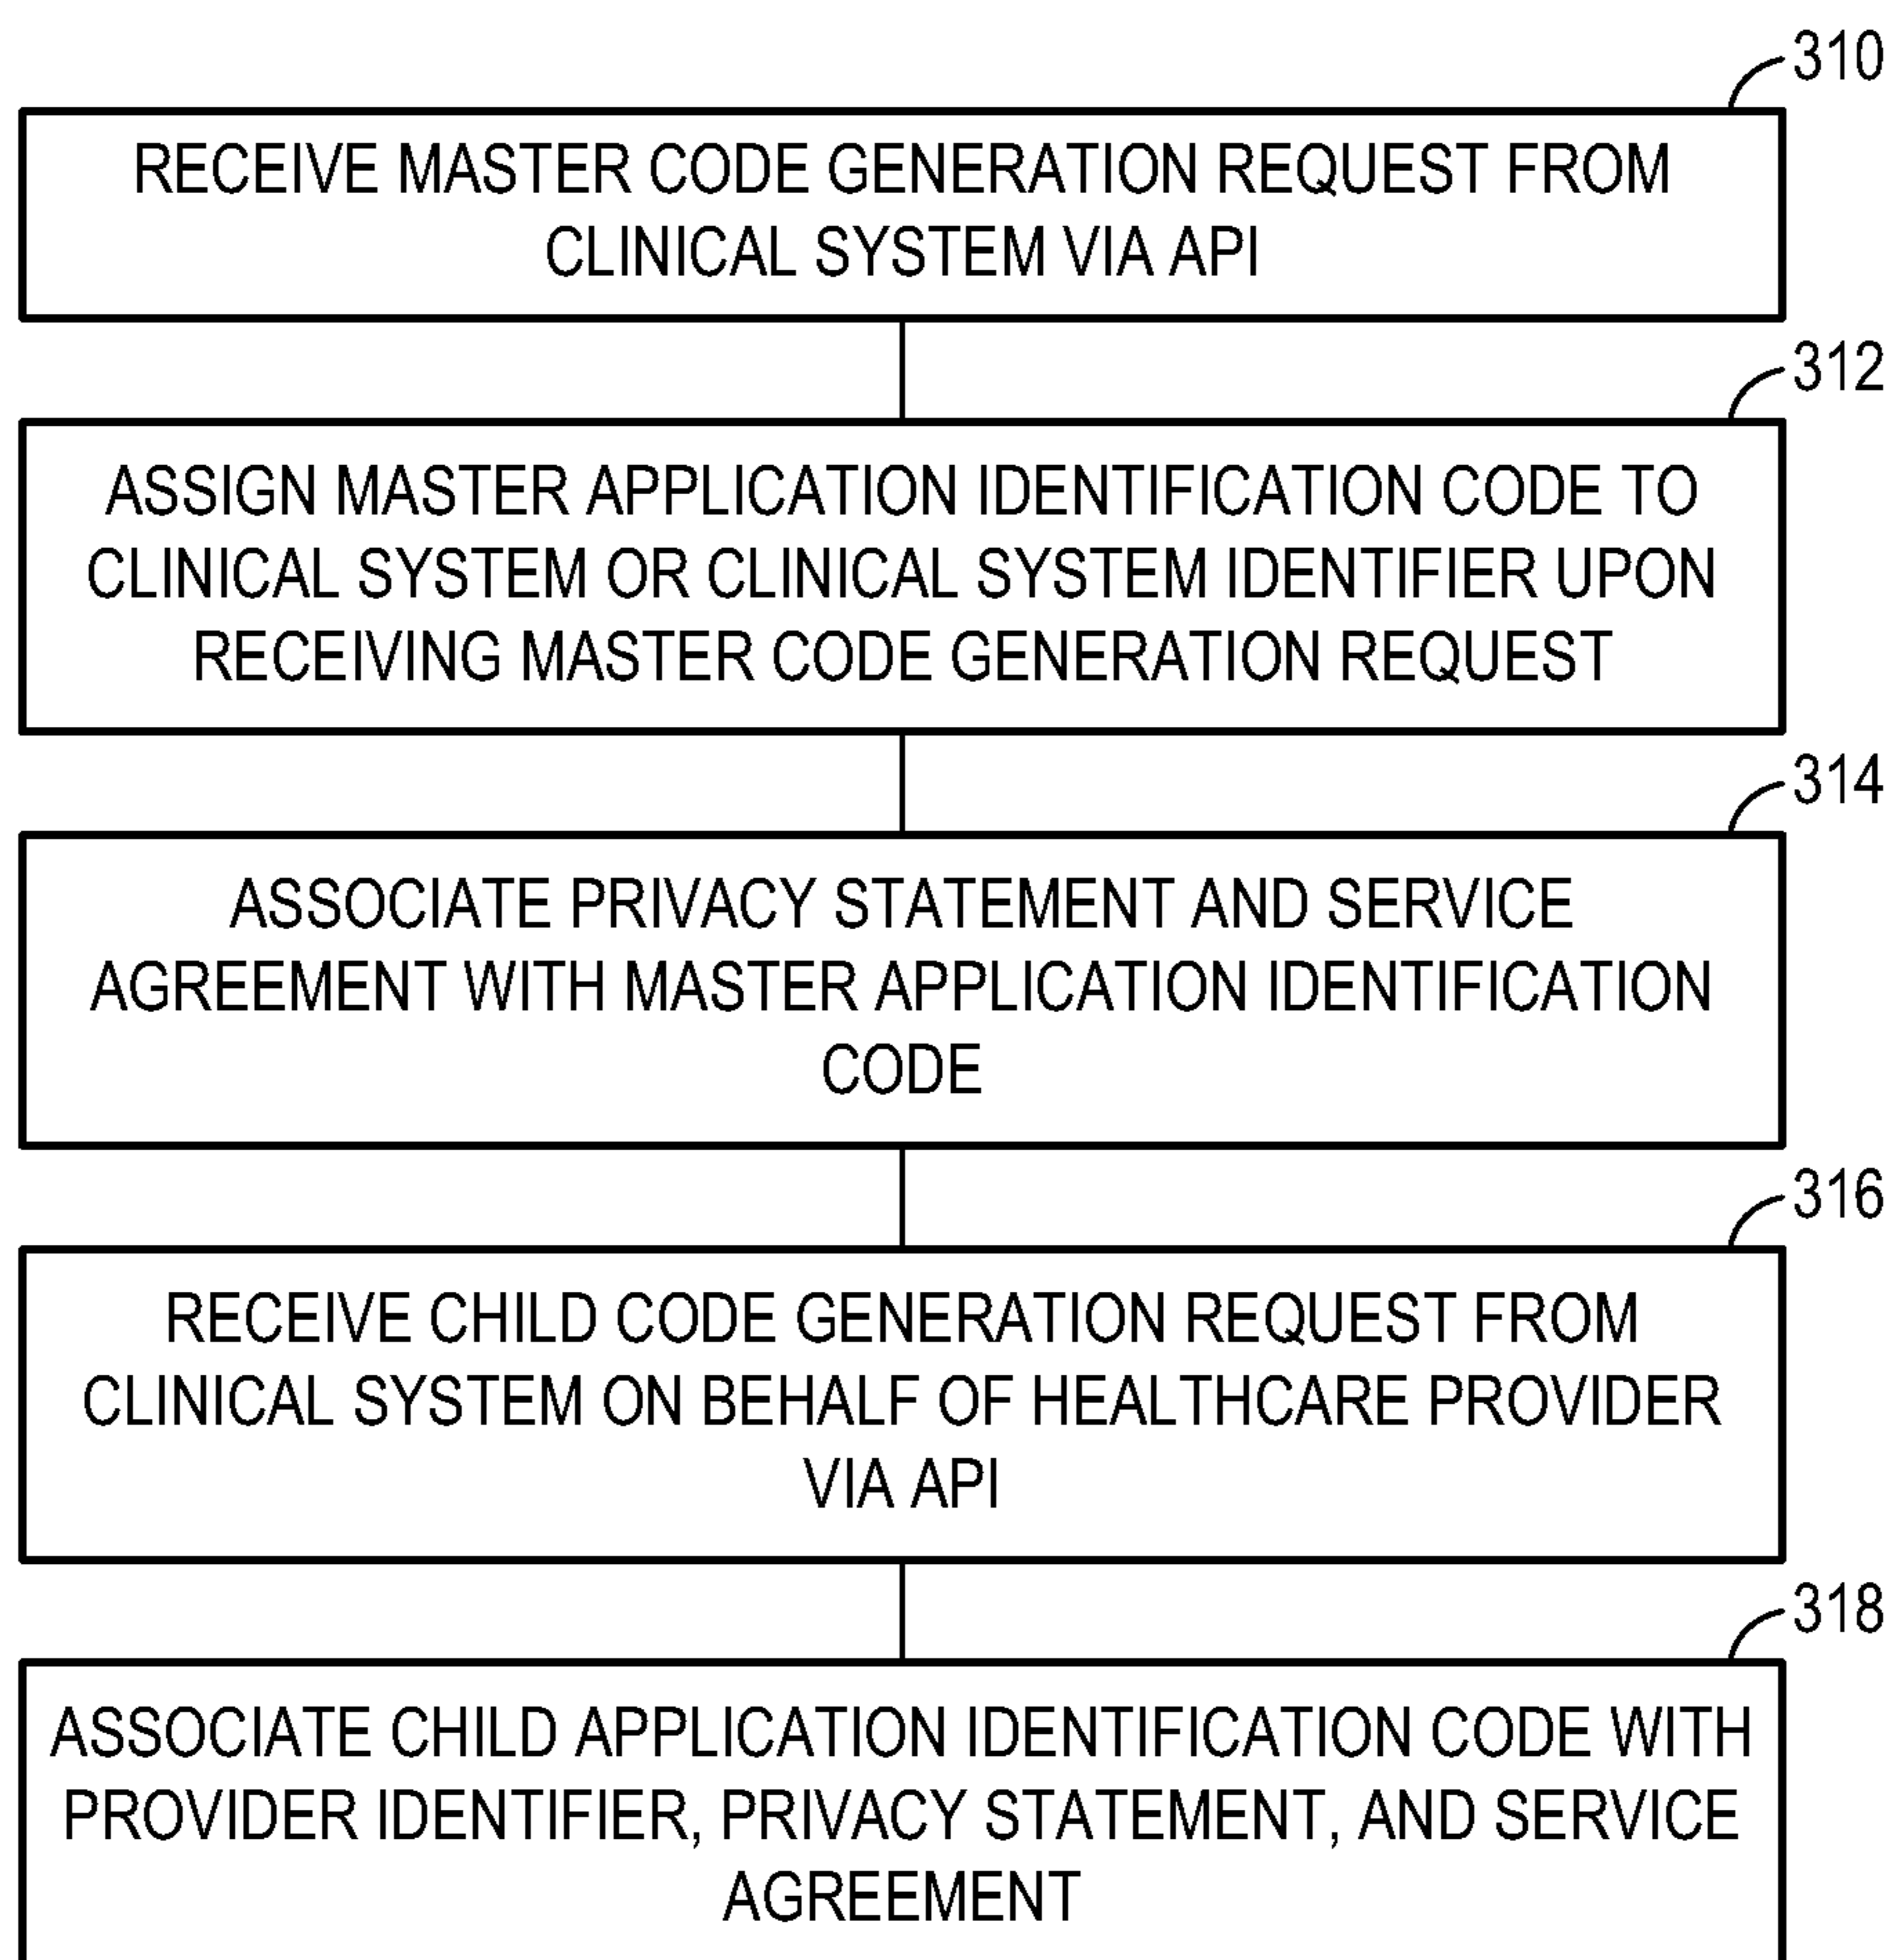 310
RECEIVE MASTER CODE GENERATION REQUEST FROM
CLINICAL SYSTEM VIA API
312
ASSIGN MASTER APPLICATION IDENTIFICATION CODE TO
CLINICAL SYSTEM OR CLINICAL SYSTEM IDENTIFIER UPON
RECEIVING MASTER CODE GENERATION REQUEST
314
ASSOCIATE PRIVACY STATEMENT AND SERVICE
AGREEMENT WITH MASTER APPLICATION IDENTIFICATION
CODE
316
RECEIVE CHILD CODE GENERATION REQUEST FROM
CLINICAL SYSTEM ON BEHALF OF HEALTHCARE PROVIDER
VIA API
318
ASSOCIATE CHILD APPLICATION IDENTIFICATION CODE WITH
PROVIDER IDENTIFIER, PRIVACY STATEMENT, AND SERVICE
AGREEMENT